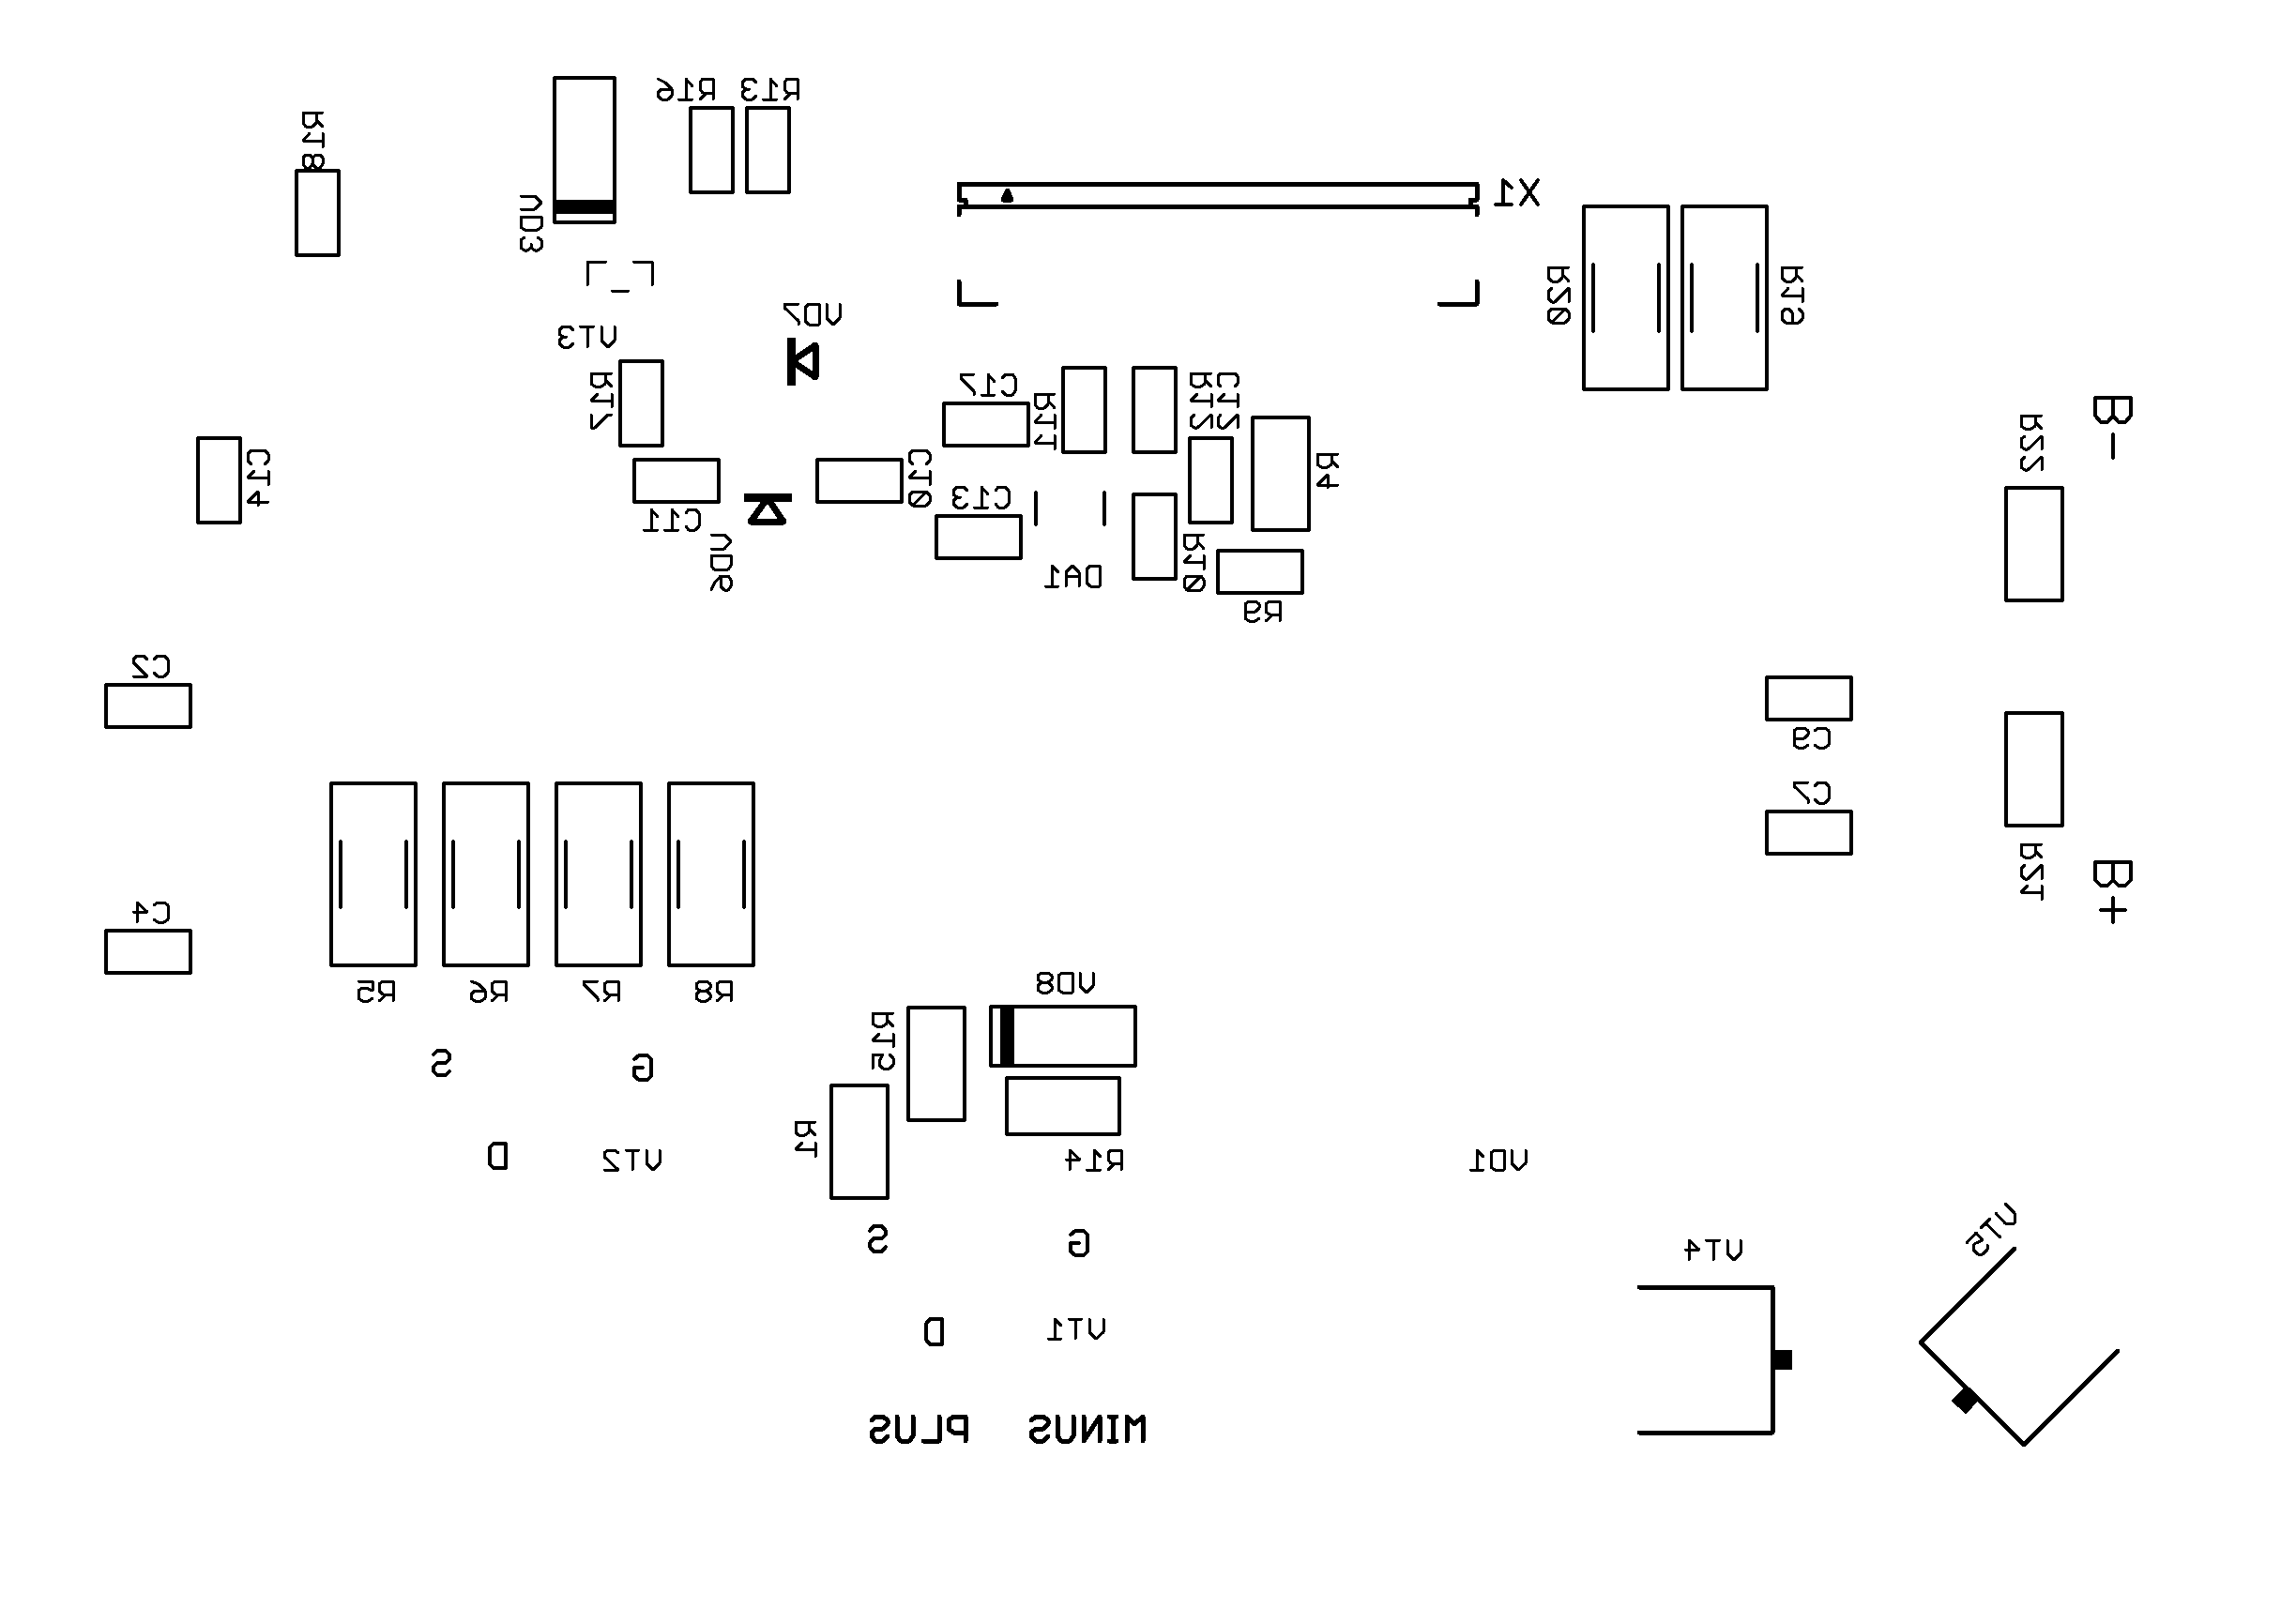 R16 R13
R18
VD3
X1
R20
R19
VD7
VT3
R17
C17
R11
R12
C12
B-
R22
C14
C10
R4
C13
C11
VD6
DA1
R10
R9
C2
C9
C7
R21
B+
C4
R5 R6 R7 R8
VD8
R15
S G
R1
D VT2
R14
VD1
VT5
S G
VT4
D VT1
PLUS MINUS